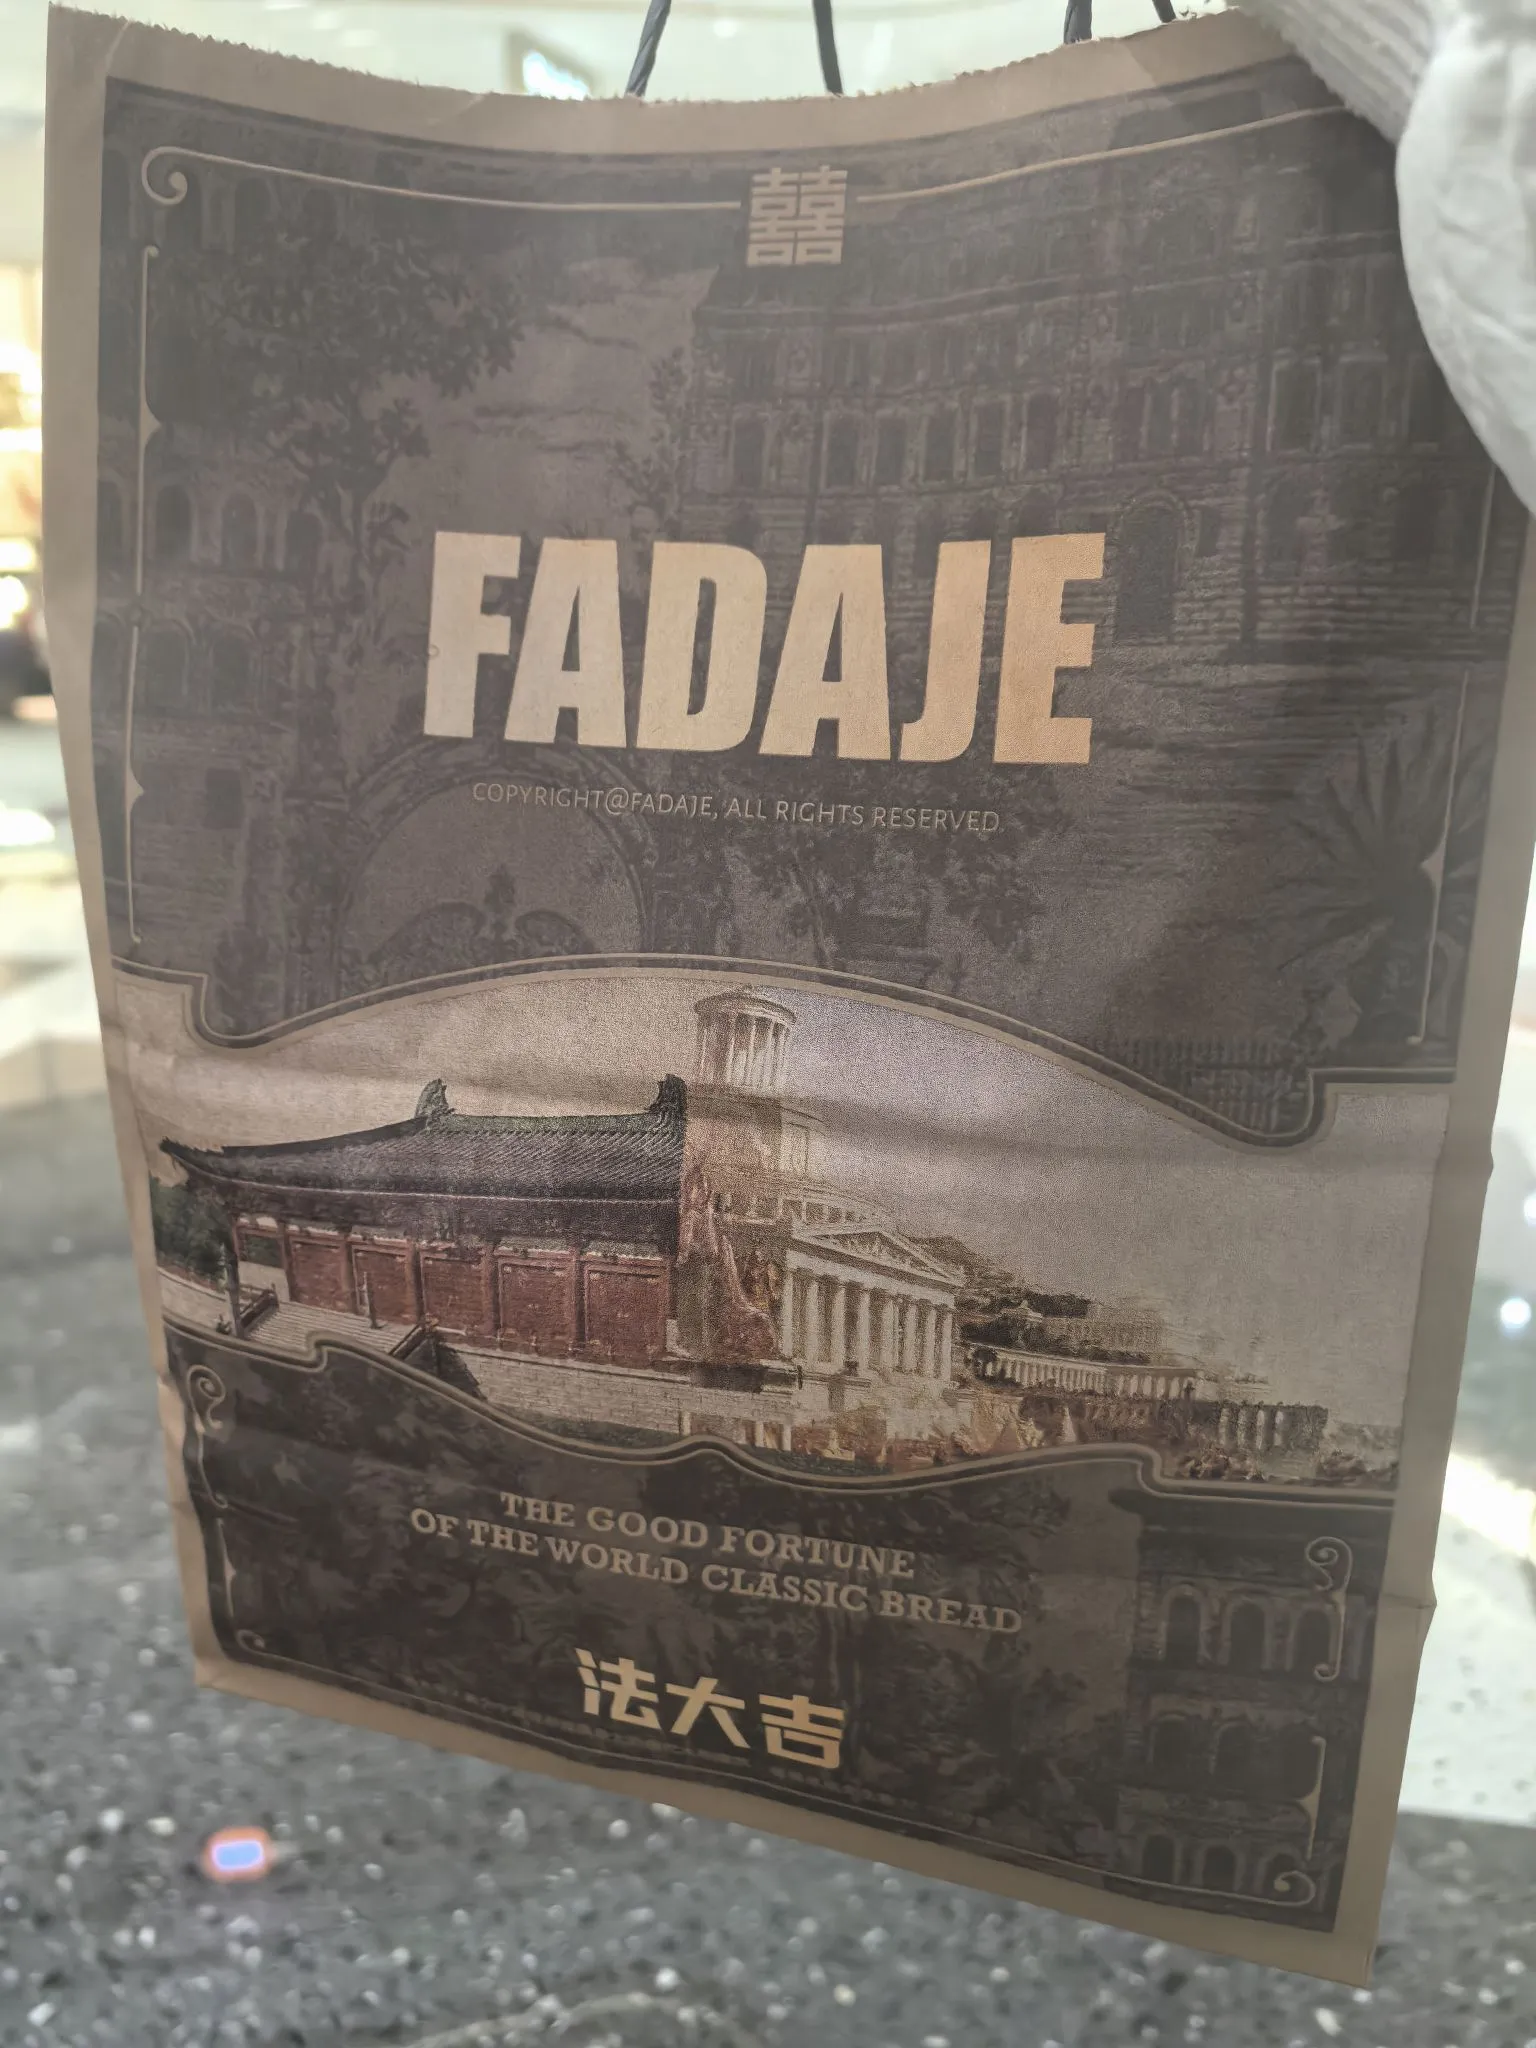 囍
FADAJE
COPYRIGHT@FADAJE, ALL RIGHTS RESERVED
THE GOOD FORTUNE
OF THE WORLD CLASSIC BREAD
法大吉